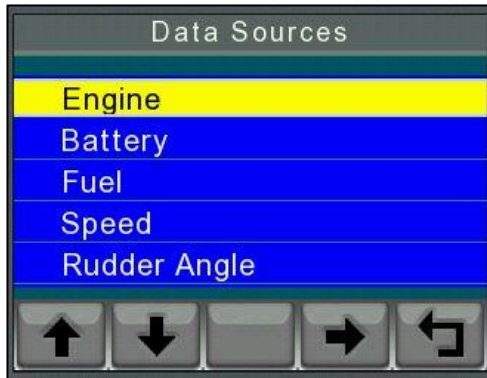 Data Sources
Engine
Battery
Fuel
Speed
Rudder Angle